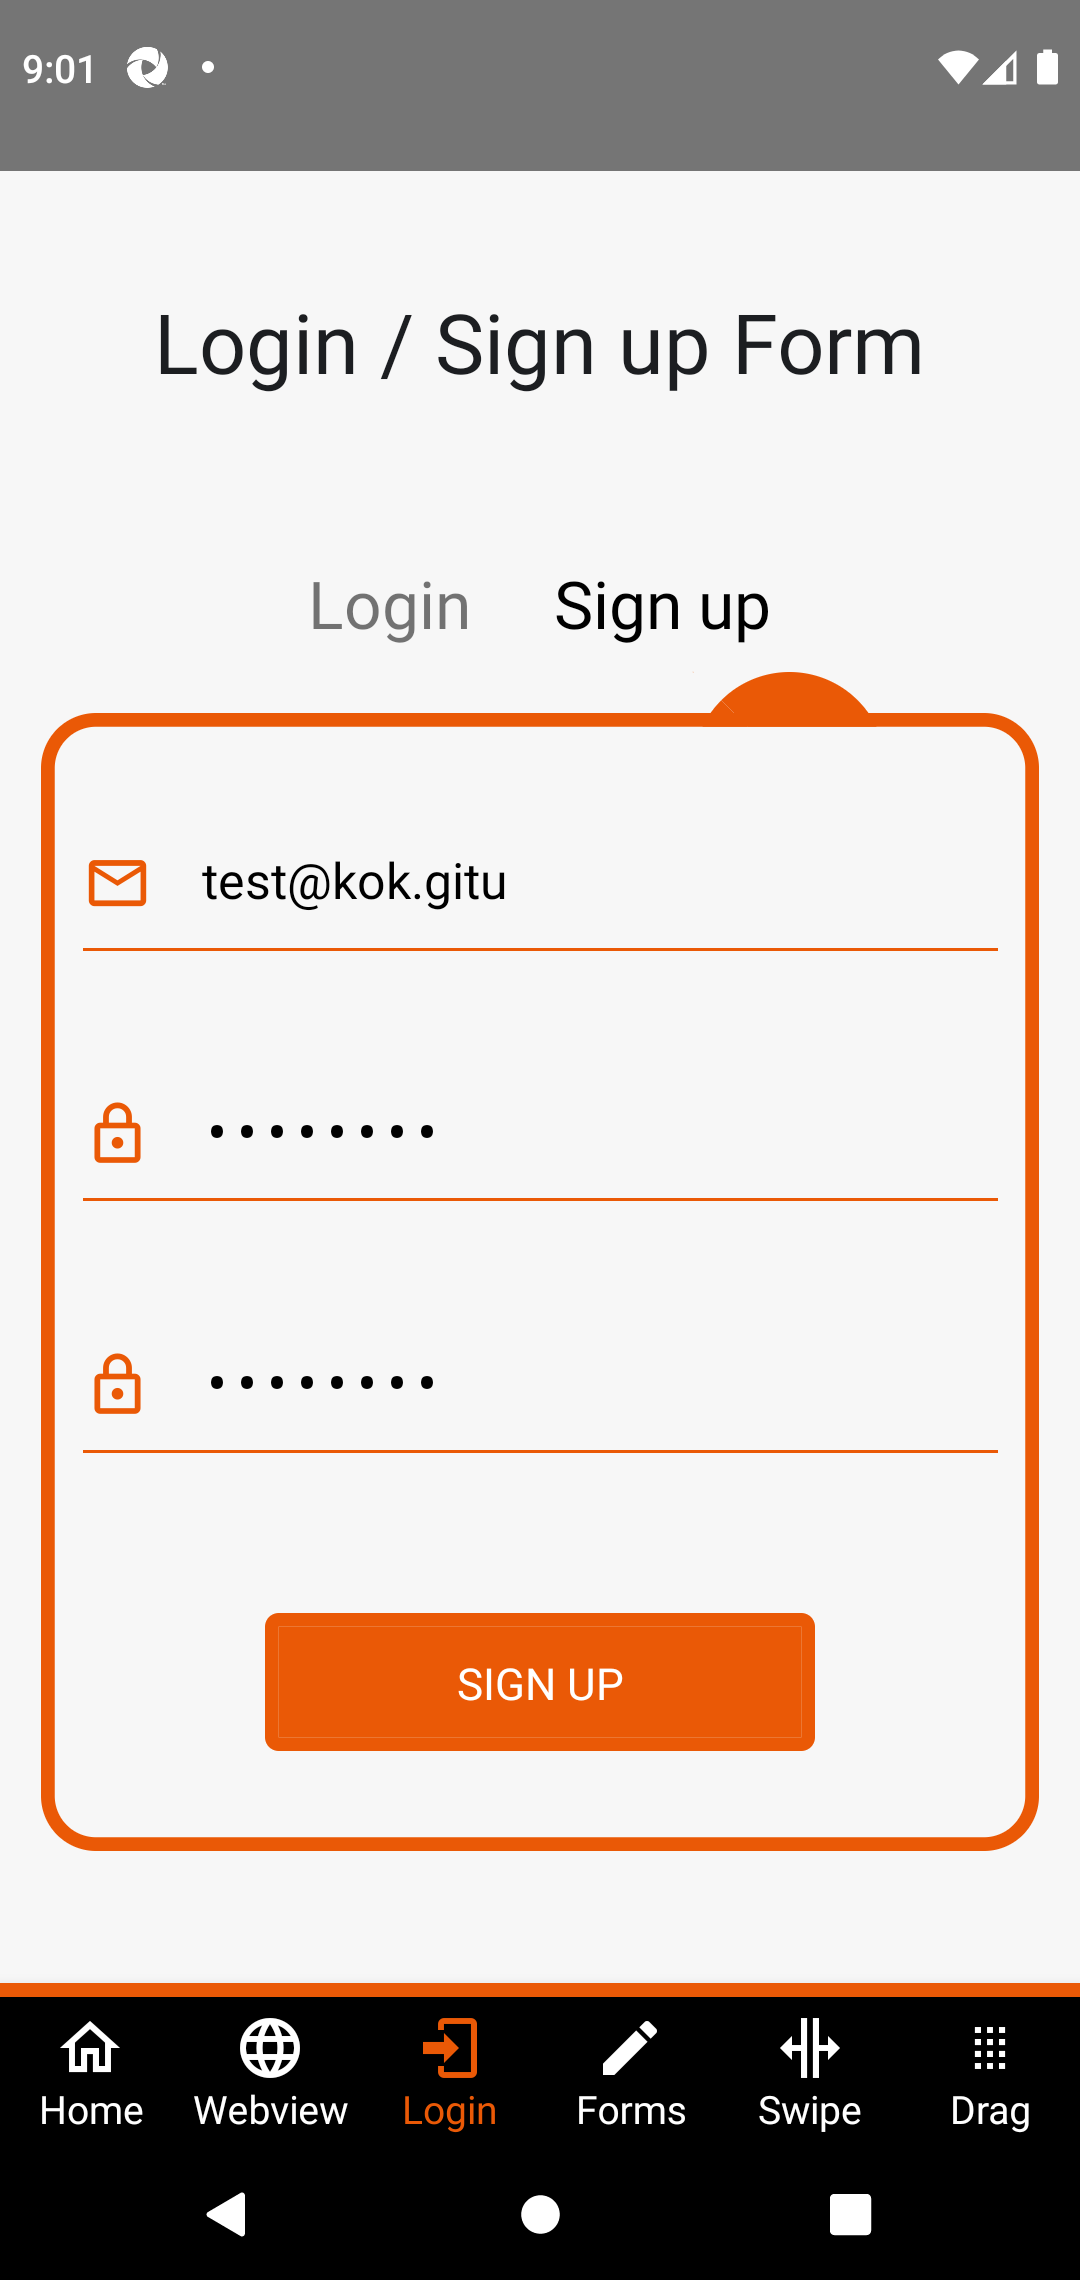 9:01
Login / Sign up Form
Login Sign up
test@kok.gitu
••••••••
••••••••
SIGN UP
Home Webview Login Forms Swipe Drag